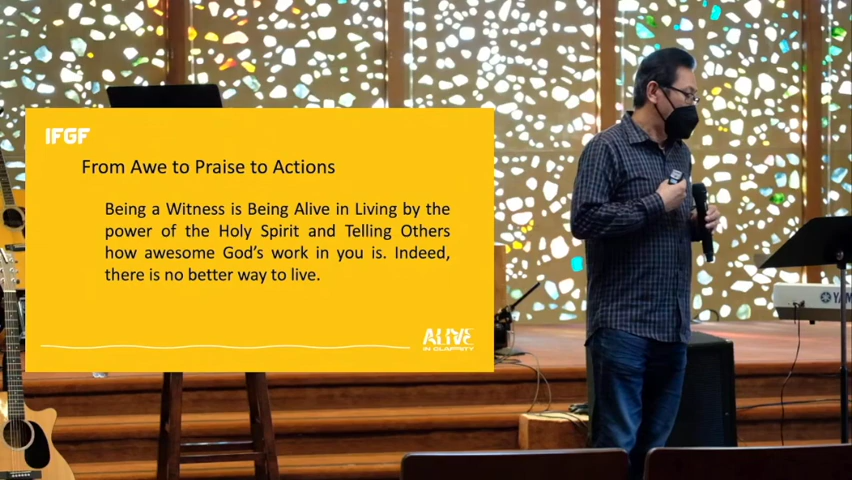 IFGF
From Awe to Praise to Actions
Being a Witness is Being Alive in Living by the
power of the Holy Spirit and Telling Others
how awesome God's work in you is. Indeed,
there is no better way to live.
ALIVE
YAM